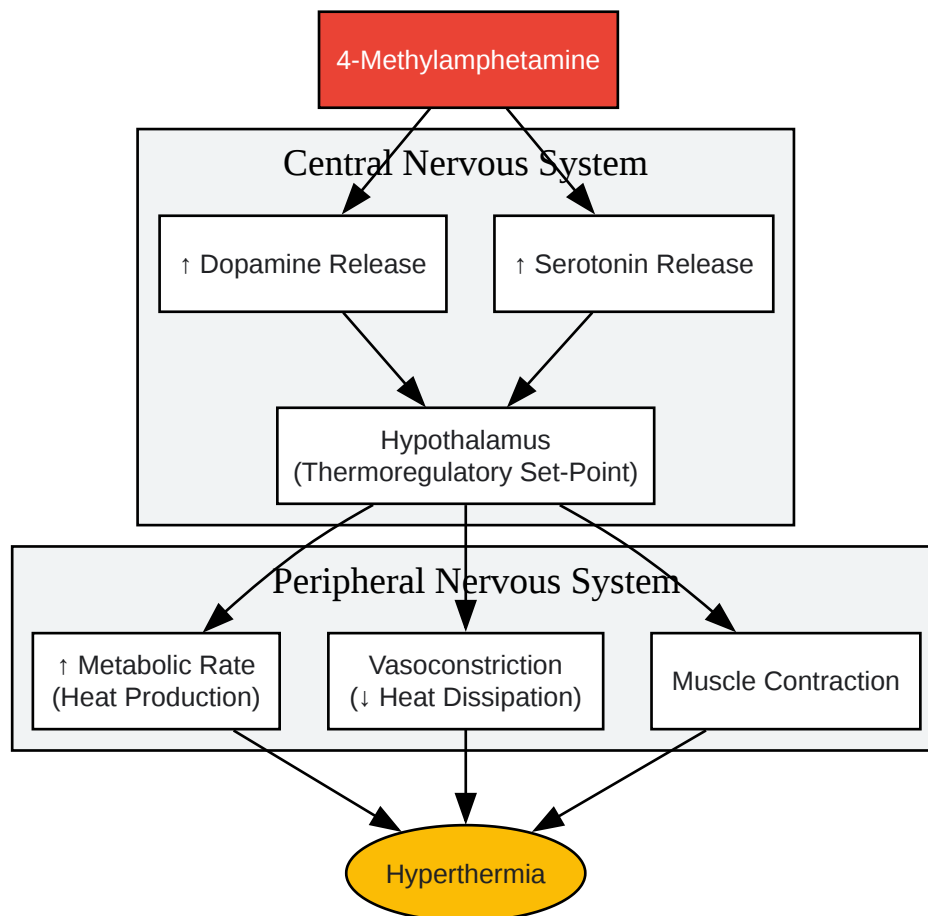 4-Methylamphetamine
Central Nervous System
↑ Dopamine Release
↑ Serotonin Release
Hypothalamus
(Thermoregulatory Set-Point)
Peripheral Nervous System
↑ Metabolic Rate
(Heat Production)
Vasoconstriction
(↓ Heat Dissipation)
Muscle Contraction
Hyperthermia